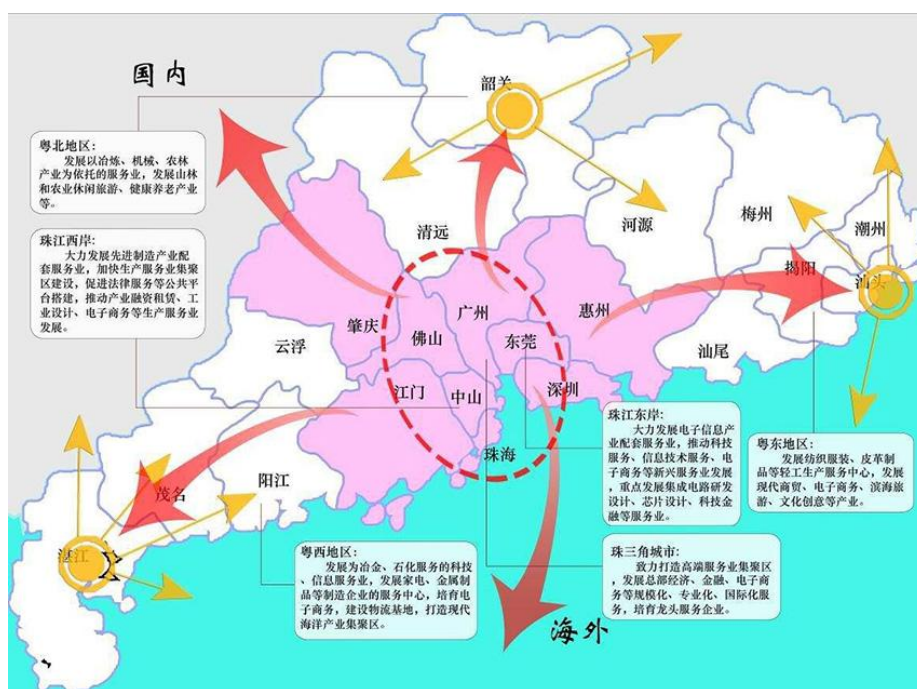 国内
韶关
粤北地区:
发展以冶炼、机械、农林
产业为依托的服务业，发展山林
和农业休闲旅游、健康养老产业
等。
清远
河源
梅州
潮州
揭阳
汕头
珠江西岸:
大力发展先进制造产业配
套服务业，加快生产服务业集聚
区建设，促进法律服务等公共平
台搭建，推动产业融资租赁、工
业设计、电子商务等生产服务业
发展。
广州
惠州
云浮
肇庆
佛山
东莞
汕尾
江门
中山
深圳
珠海
珠江东岸:
大力发展电子信息产
业配套服务业，推动科技
服务、信息技术服务、电
子商务等新兴服务业发展
，重点发展集成电路研发
设计、芯片设计、科技金
融等服务业。
粤东地区:
发展纺织服装、皮革制
品等轻工生产服务中心，发展
现代商贸、电子商务、滨海旅
游、文化创意等产业。
阳江
茂名
湛江
粤西地区:
发展为冶金、石化服务的科技
、信息服务业，发展家电、金属制
品等制造企业的服务中心，培育电
子商务，建设物流基地，打造现代
海洋产业集聚区。
珠三角城市:
致力打造高端服务业集聚区
，发展总部经济、金融、电子商
务等规模化、专业化、国际化服
务，培育龙头服务企业。
海外